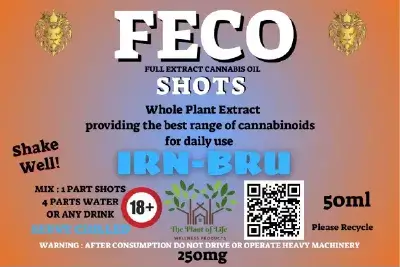 FECO
FULL EXTRACT CANNABIS OIL
SHOTS
Whole Plant Extract
providing the best range of cannabinoids
for daily use
IRN-BRU
Shake
Well!
MIX : 1 PART SHOTS
4 PARTS WATER
OR ANY DRINK
18+
The Plant of Life
WELLNESS PRODUCTS
50ml
Please Recycle
WARNING : AFTER CONSUMPTION DO NOT DRIVE OR OPERATE HEAVY MACHINERY
250mg